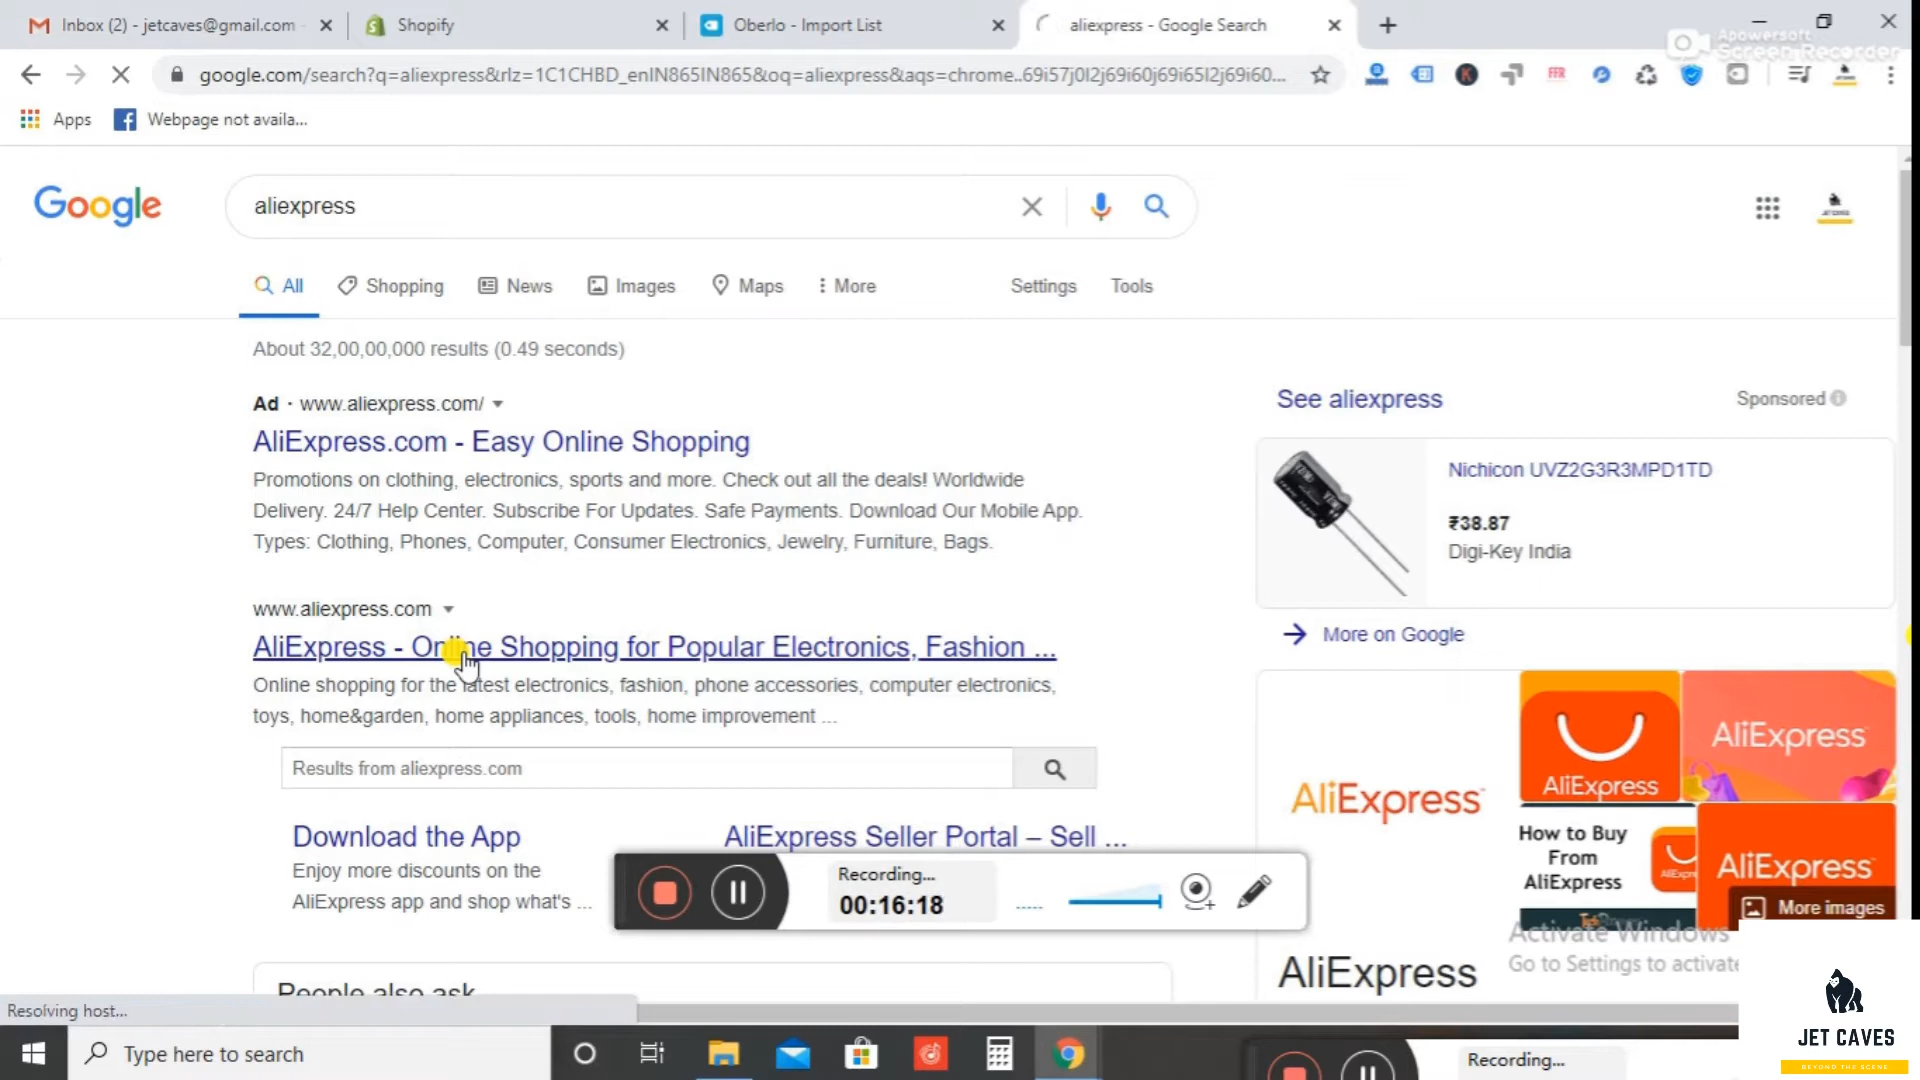 Inbox (2) - jetcaves@gmail.com
Shopify
Oberlo - Import List
aliexpress - Google Search
Apowersoft
Screen Recorder
google.com/search?q=aliexpress&rlz=1C1CHBD_enIN865IN865&oq=aliexpress&aqs=chrome..69i57j0l2j69i60j69i65l2j69i60...
Apps
Webpage not availa...
Google
aliexpress
All
Shopping
News
Images
Maps
More
Settings
Tools
About 32,00,00,000 results (0.49 seconds)
Ad · www.aliexpress.com/
AliExpress.com - Easy Online Shopping
Promotions on clothing, electronics, sports and more. Check out all the deals! Worldwide
Delivery. 24/7 Help Center. Subscribe For Updates. Safe Payments. Download Our Mobile App.
Types: Clothing, Phones, Computer, Consumer Electronics, Jewelry, Furniture, Bags.
www.aliexpress.com
AliExpress - Online Shopping for Popular Electronics, Fashion ...
Online shopping for the latest electronics, fashion, phone accessories, computer electronics,
toys, home&garden, home appliances, tools, home improvement ...
Results from aliexpress.com
Download the App
Enjoy more discounts on the
AliExpress app and shop what's ...
AliExpress Seller Portal – Sell ...
People also ask
See aliexpress
Sponsored
Nichicon UVZ2G3R3MPD1TD
₹38.87
Digi-Key India
More on Google
AliExpress
AliExpress
AliExpress
How to Buy
From
AliExpress
AliExpress
More images
AliExpress
Activate Windows
Go to Settings to activate
Recording...
00:16:18
Resolving host...
Type here to search
Recording...
JET CAVES
BEYOND THE SCENE